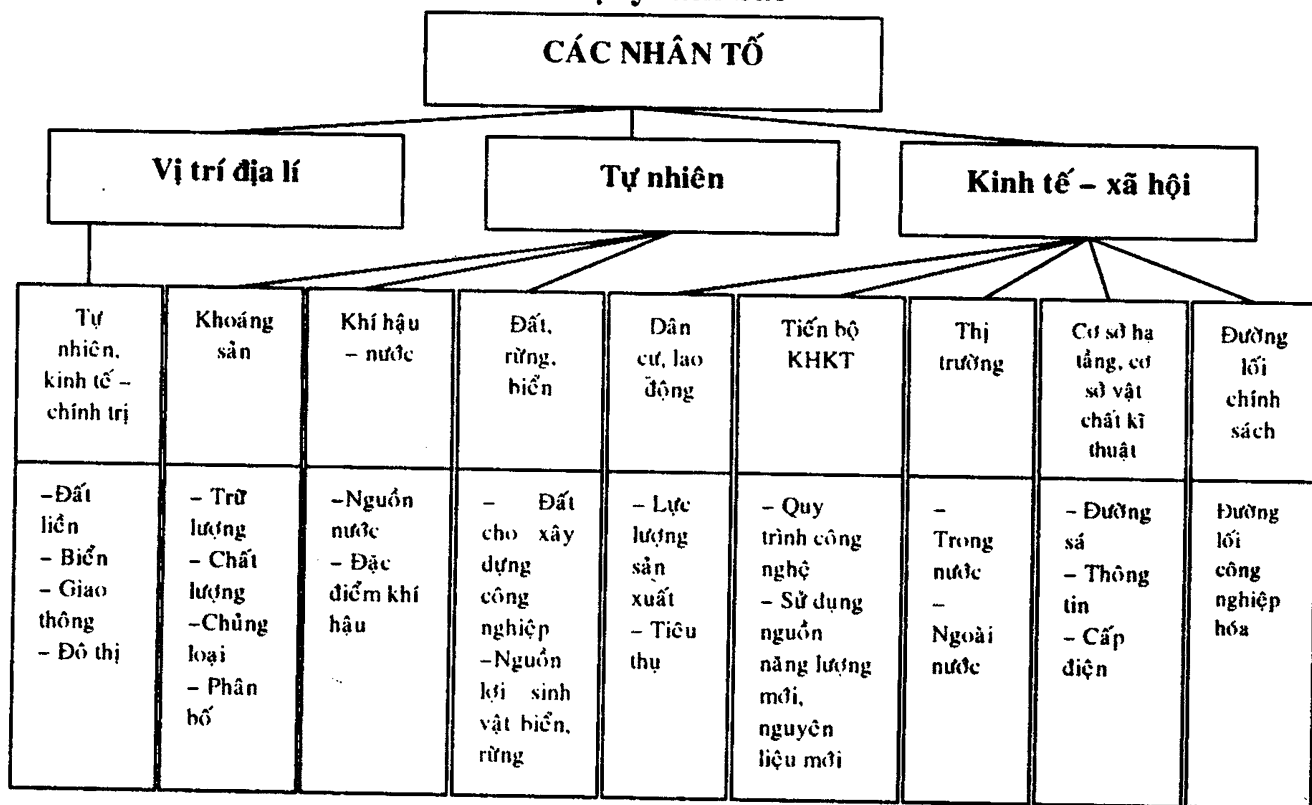 CÁC NHÂN TỐ
Vị trí địa lí
Tự nhiên
Kinh tế – xã hội
Tự
nhiên,
kinh tế –
chính trị
Khoáng
sản
Khí hậu
– nước
Đất,
rừng,
biển
Dân
cư, lao
động
Tiến bộ
KHKT
Thị
trường
Cơ sở hạ
tầng, cơ
sở vật
chất kĩ
thuật
Đường
lối
chính
sách
–Đất
liền
– Biển
– Giao
thông
– Đô thị
– Trữ
lượng
– Chất
lượng
–Chủng
loại
– Phân
bố
–Nguồn
nước
– Đặc
điểm khí
hậu
– Đất
cho xây
dựng
công
nghiệp
–Nguồn
lợi sinh
vật biển,
rừng
– Lực
lượng
sản
xuất
– Tiêu
thụ
– Quy
trình công
nghệ
– Sử dụng
nguồn
năng lượng
mới,
nguyên
liệu mới
–
Trong
nước
–
Ngoài
nước
– Đường
sá
– Thông
tin
– Cấp
điện
Đường
lối
công
nghiệp
hóa